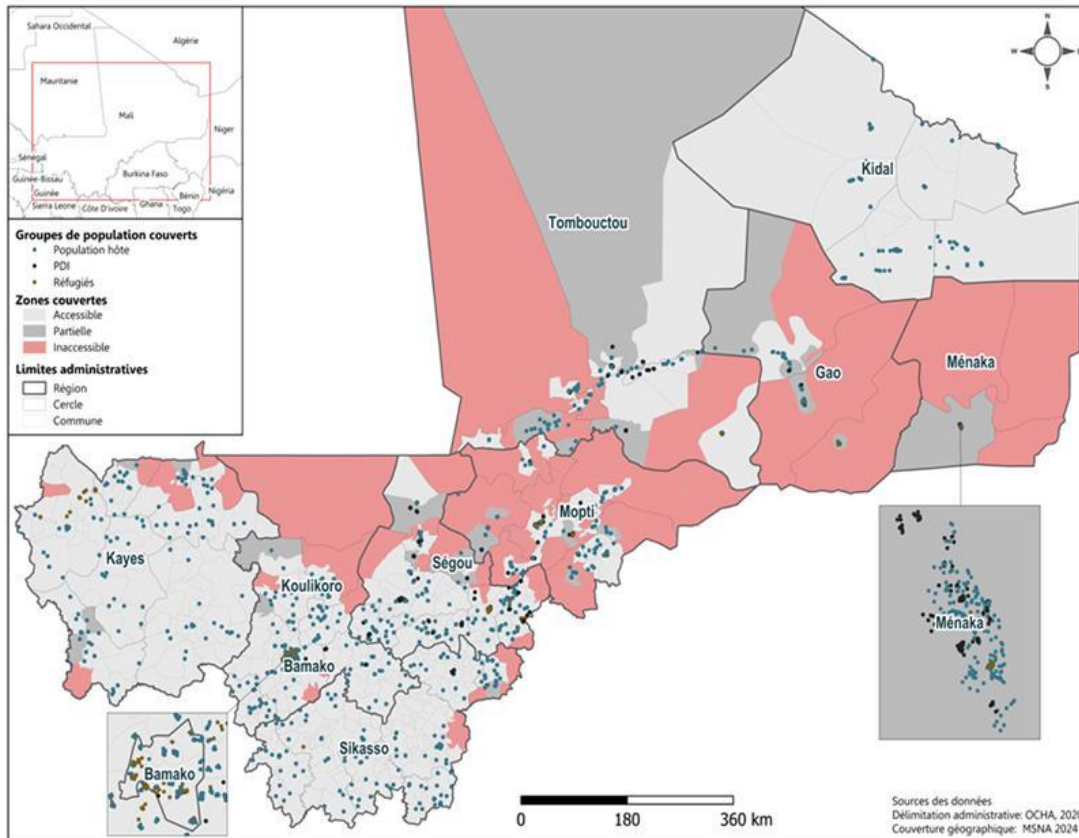 Sahara Occidental
Algérie
Mauritanie
Mali
Niger
Sénégal
Burkina Faso
Guinée-Bissau
Guinée
Bénin
Nigéria
Sierra Leone
Côte D'ivoire
Ghana
Togo
Groupes de population couverts
Population hôte
PDI
Réfugiés
Zones couvertes
Accessible
Partielle
Inaccessible
Limites administratives
Région
Cercle
Commune
N
W
S
Kidal
Tombouctou
Gao
Ménaka
Mopti
Kayes
Ségou
Koulikoro
Bamako
Sikasso
Bamako
Ménaka
0 180 360 km
Sources des données
Délimitation administrative: OCHA, 202
Couverture géographique: MSNA 2024